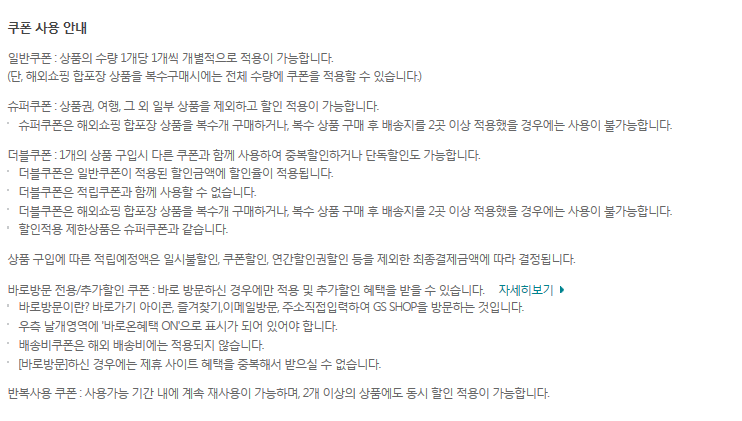 쿠폰 사용 안내
일반쿠폰 : 상품의 수량 1개당 1개씩 개별적으로 적용이 가능합니다.
(단, 해외쇼핑 합포장 상품을 복수구매시에는 전체 수량에 쿠폰을 적용할 수 있습니다.)
슈퍼쿠폰 : 상품권, 여행, 그 외 일부 상품을 제외하고 할인 적용이 가능합니다.
· 슈퍼쿠폰은 해외쇼핑 합포장 상품을 복수개 구매하거나, 복수 상품 구매 후 배송지를 2곳 이상 적용했을 경우에는 사용이 불가능합니다.
더블쿠폰 : 1개의 상품 구입시 다른 쿠폰과 함께 사용하여 중복할인하거나 단독할인도 가능합니다.
· 더블쿠폰은 일반쿠폰이 적용된 할인금액에 할인율이 적용됩니다.
· 더블쿠폰은 적립쿠폰과 함께 사용할 수 없습니다.
· 더블쿠폰은 해외쇼핑 합포장 상품을 복수개 구매하거나, 복수 상품 구매 후 배송지를 2곳 이상 적용했을 경우에는 사용이 불가능합니다.
· 할인적용 제한상품은 슈퍼쿠폰과 같습니다.
상품 구입에 따른 적립예정액은 일시불할인, 쿠폰할인, 연간할인권할인 등을 제외한 최종결제금액에 따라 결정됩니다.
바로방문 전용/추가할인 쿠폰 : 바로 방문하신 경우에만 적용 및 추가할인 혜택을 받을 수 있습니다. 자세히보기
· 바로방문이란? 바로가기 아이콘, 즐겨찾기,이메일방문, 주소직접입력하여 GS SHOP을 방문하는 것입니다.
· 우측 날개영역에 '바로온혜택 ON'으로 표시가 되어 있어야 합니다.
· 배송비쿠폰은 해외 배송비에는 적용되지 않습니다.
· [바로방문]하신 경우에는 제휴 사이트 혜택을 중복해서 받으실 수 없습니다.
반복사용 쿠폰 : 사용가능 기간 내에 계속 재사용이 가능하며, 2개 이상의 상품에도 동시 할인 적용이 가능합니다.